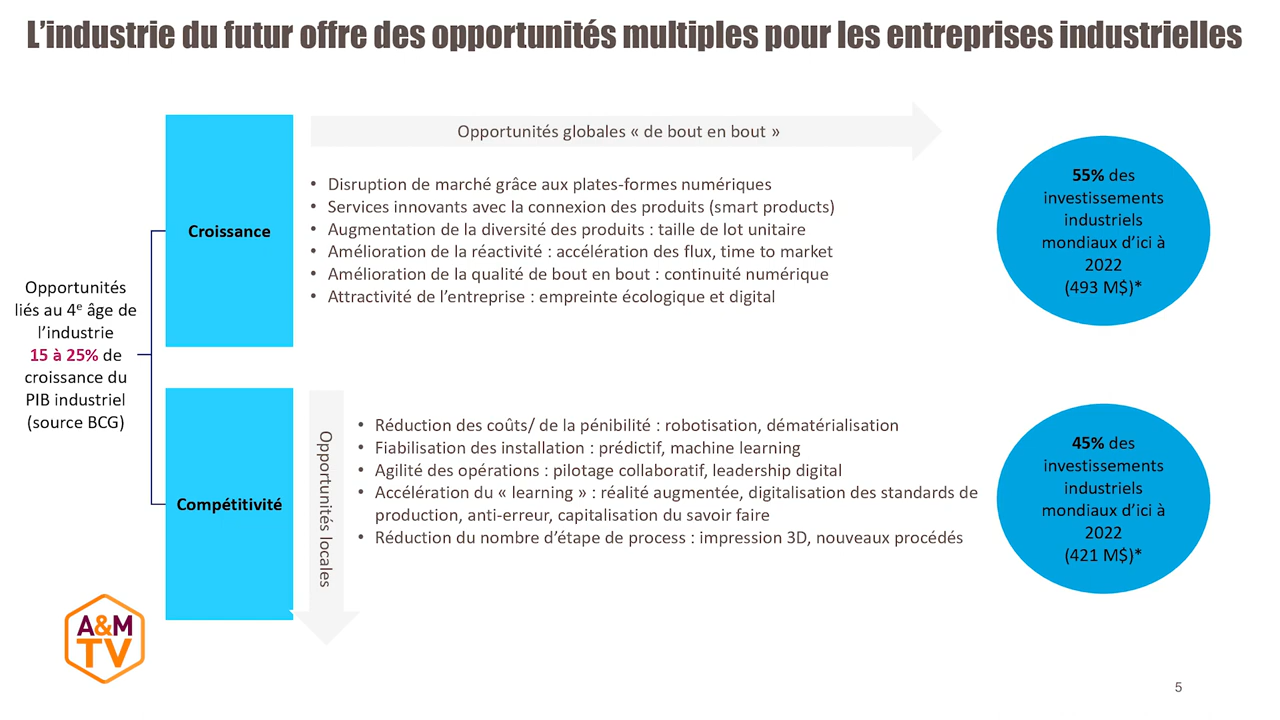 L’industrie du futur offre des opportunités multiples pour les entreprises industrielles
Opportunités
liés au 4e âge de
l’industrie
15 à 25% de
croissance du
PIB industriel
(source BCG)
Croissance
Opportunités globales « de bout en bout »
• Disruption de marché grâce aux plates-formes numériques
• Services innovants avec la connexion des produits (smart products)
• Augmentation de la diversité des produits : taille de lot unitaire
• Amélioration de la réactivité : accélération des flux, time to market
• Amélioration de la qualité de bout en bout : continuité numérique
• Attractivité de l’entreprise : empreinte écologique et digital
55% des
investissements
industriels
mondiaux d’ici à
2022
(493 M$)*
Compétitivité
Opportunités locales
• Réduction des coûts/ de la pénibilité : robotisation, dématérialisation
• Fiabilisation des installation : prédictif, machine learning
• Agilité des opérations : pilotage collaboratif, leadership digital
• Accélération du « learning » : réalité augmentée, digitalisation des standards de
production, anti-erreur, capitalisation du savoir faire
• Réduction du nombre d’étape de process : impression 3D, nouveaux procédés
45% des
investissements
industriels
mondiaux d’ici à
2022
(421 M$)*
A&M
TV
5